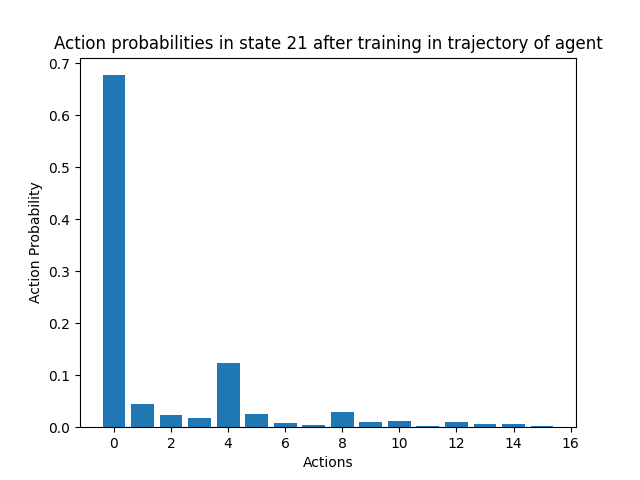 Action probabilities in state 21 after training in trajectory of agent
0.7
0.6
0.5
0.4
0.3
0.2
0.1
0.0
Action Probability
0 2 4 6 8 10 12 14 16
Actions